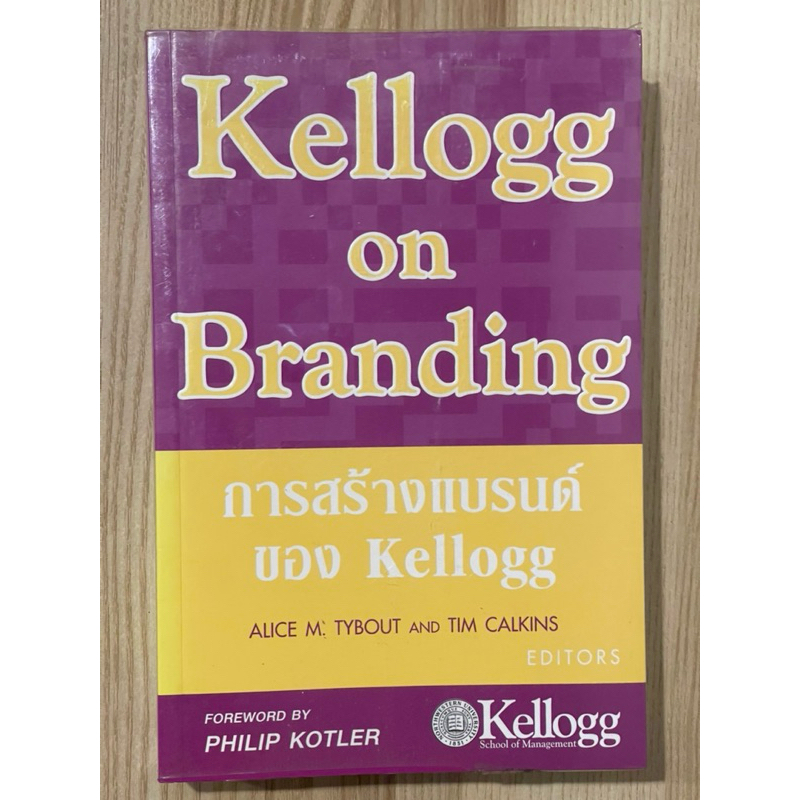 Kellogg
on
Branding
การสร้างแบรนด์
ของ Kellogg
ALICE M. TYBOUT AND TIM CALKINS
EDITORS
FOREWORD BY
PHILIP KOTLER
Kellogg
School of Management